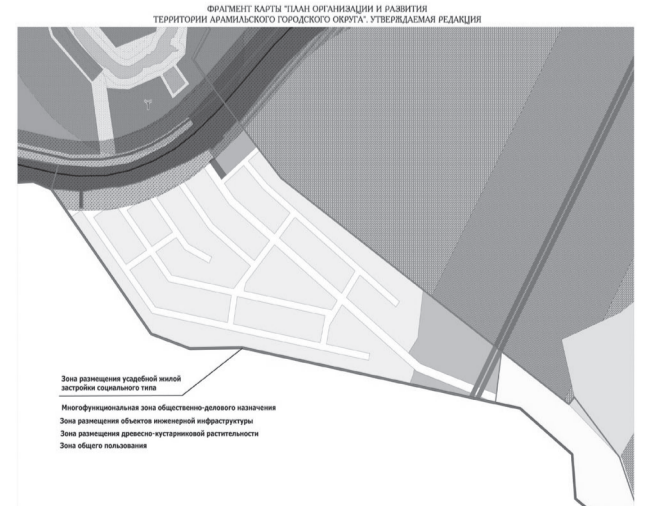 ФРАГМЕНТ КАРТЫ "ПЛАН ОРГАНИЗАЦИИ И РАЗВИТИЯ
ТЕРРИТОРИИ АРАМИЛЬСКОГО ГОРОДСКОГО ОКРУГА". УТВЕРЖДАЕМАЯ РЕДАКЦИЯ
Зона размещения усадебной жилой
застройки социального типа
Многофункциональная зона общественно-делового назначения
Зона размещения объектов инженерной инфраструктуры
Зона размещения древесно-кустарниковой растительности
Зона общего пользования